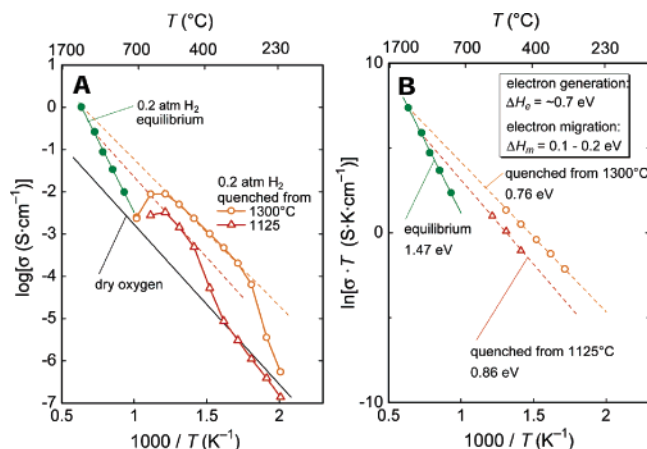 T (°C)
1700 700 400 230
A
0.2 atm H2
equilibrium
0.2 atm H2
quenched from
1300°C
1125
dry oxygen
log[σ (S·cm⁻¹)]
1
0
-1
-2
-3
-4
-5
-6
-7
0.5 1 1.5 2
1000 / T (K⁻¹)
T (°C)
1700 700 400 230
B
electron generation:
ΔHe = ~0.7 eV
electron migration:
ΔHm = 0.1 - 0.2 eV
quenched from 1300°C
0.76 eV
equilibrium
1.47 eV
quenched from 1125°C
0.86 eV
ln[σ · T (S·K·cm⁻¹)]
10
0
-10
0.5 1 1.5 2
1000 / T (K⁻¹)